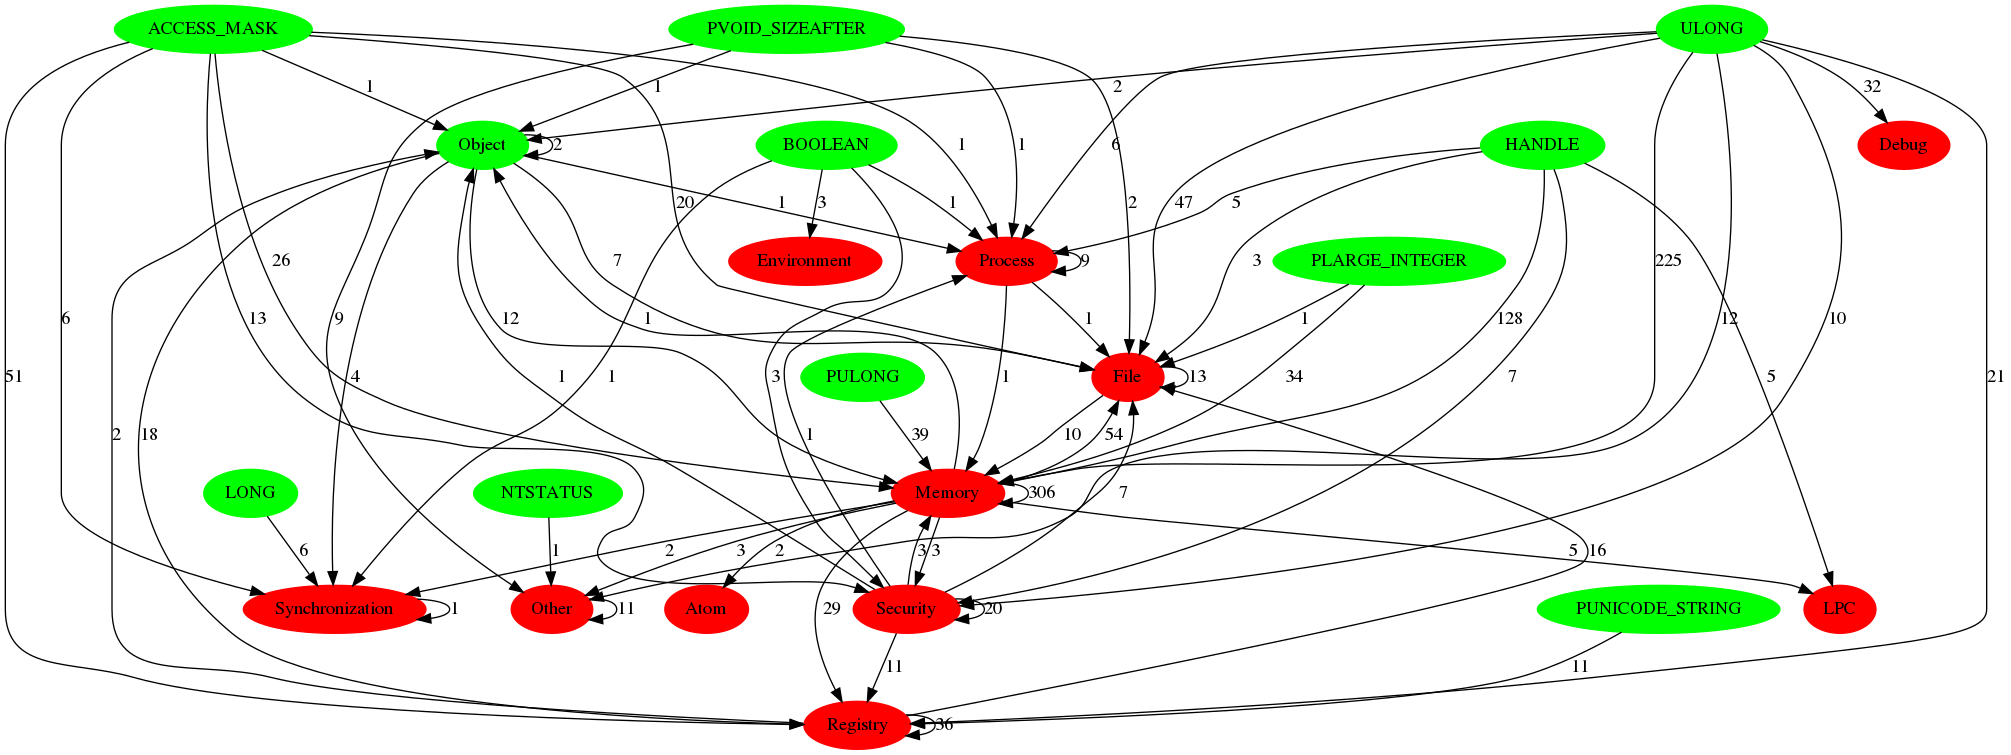 ACCESS_MASK
PVOID_SIZEAFTER
ULONG
1
1
2
32
Object
2
BOOLEAN
1
1
6
HANDLE
Debug
20
1
3
1
2
47
5
Environment
Process
9
26
7
3
PLARGE_INTEGER
225
6
13
9
12
1
1
1
128
12
10
51
4
3
1
PULONG
File
13
34
7
5
21
2
18
1
39
10
54
LONG
NTSTATUS
Memory
306
7
6
1
2
3
2
3
3
5
16
Synchronization
1
Other
11
Atom
29
Security
20
PUNICODE_STRING
LPC
11
11
Registry
36